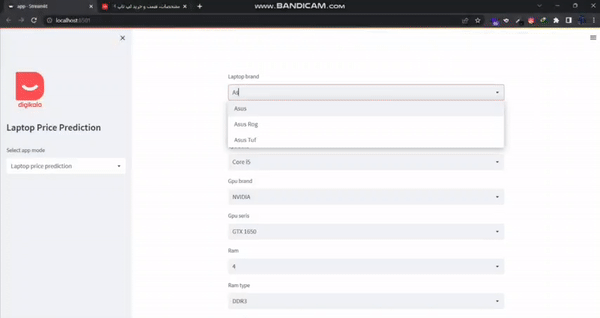 WWW.BANDICAM.COM
app · Streamlit
مشخصات، قیمت و خرید لپ تاپ
localhost:8501
digikala
Laptop Price Prediction
Select app mode
Laptop price prediction
Laptop brand
As
Asus
Asus Rog
Asus Tuf
Core i5
Gpu brand
NVIDIA
Gpu seris
GTX 1650
Ram
4
Ram type
DDR3